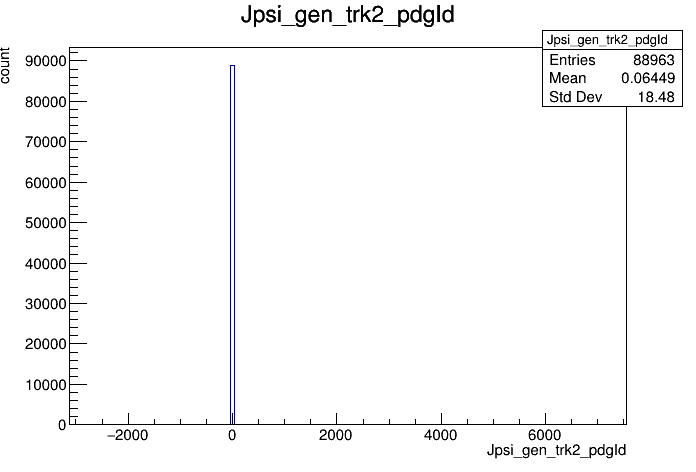 Jpsi_gen_trk2_pdgId
Jpsi_gen_trk2_pdgId
Entries 88963
Mean 0.06449
Std Dev 18.48
count
90000
80000
70000
60000
50000
40000
30000
20000
10000
0
−2000 0 2000 4000 6000
Jpsi_gen_trk2_pdgId